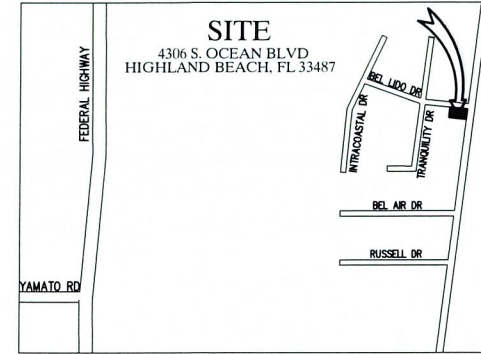 SITE
4306 S. OCEAN BLVD
HIGHLAND BEACH, FL 33487
FEDERAL HIGHWAY
BEL LIDO DR
INTRACOASTAL DR
TRANQUILITY DR
BEL AIR DR
RUSSELL DR
YAMATO RD